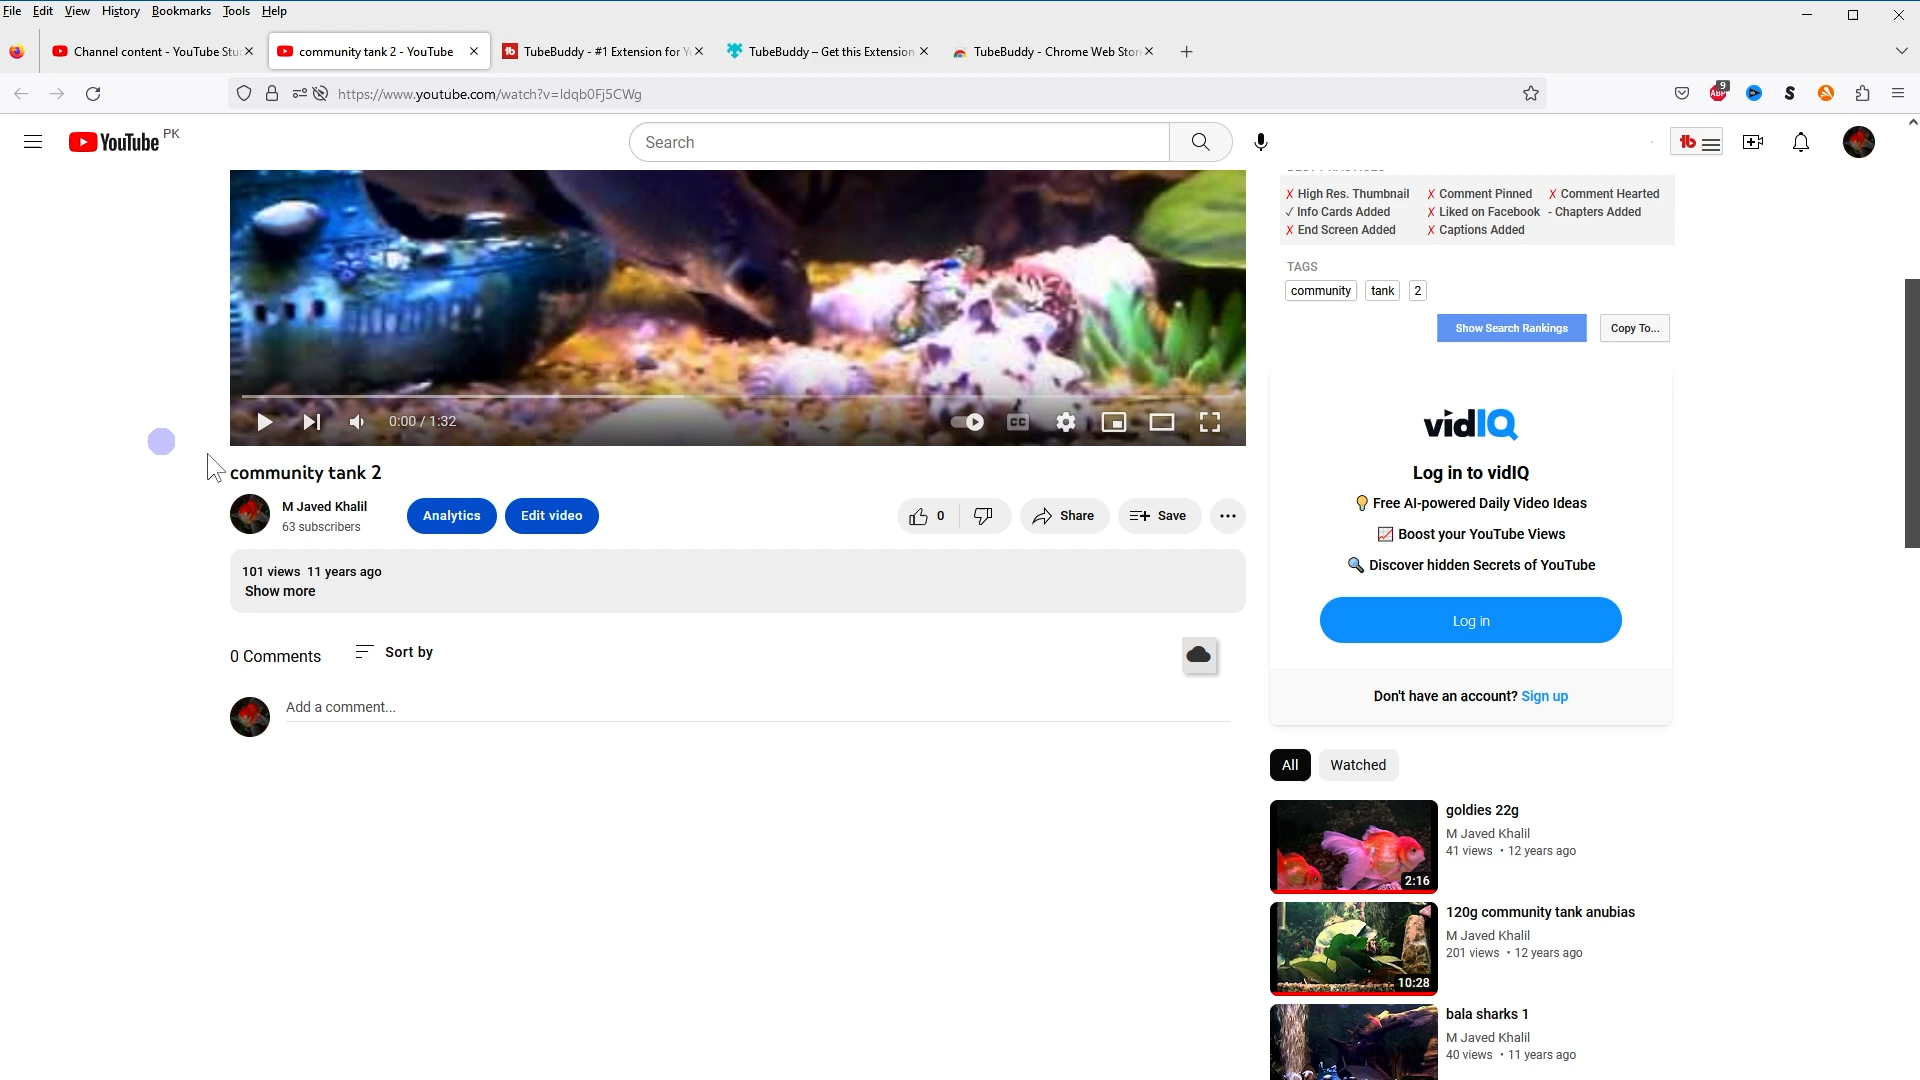 File Edit View History Bookmarks Tools Help
Channel content - YouTube Stu
community tank 2 - YouTube
TubeBuddy - #1 Extension for Y
TubeBuddy – Get this Extension
TubeBuddy - Chrome Web Stor
https://www.youtube.com/watch?v=ldqb0Fj5CWg
ABP 9
S
YouTube PK
Search
tb
X High Res. Thumbnail X Comment Pinned X Comment Hearted
✓ Info Cards Added X Liked on Facebook - Chapters Added
X End Screen Added X Captions Added
TAGS
community tank 2
Show Search Rankings Copy To...
0:00 / 1:32
CC
community tank 2
M Javed Khalil
63 subscribers
Analytics Edit video
0 Share Save
101 views 11 years ago
Show more
0 Comments Sort by
Add a comment...
vidIQ
Log in to vidIQ
Free AI-powered Daily Video Ideas
Boost your YouTube Views
Discover hidden Secrets of YouTube
Log in
Don't have an account? Sign up
All Watched
2:16
goldies 22g
M Javed Khalil
41 views • 12 years ago
10:28
120g community tank anubias
M Javed Khalil
201 views • 12 years ago
bala sharks 1
M Javed Khalil
40 views • 11 years ago